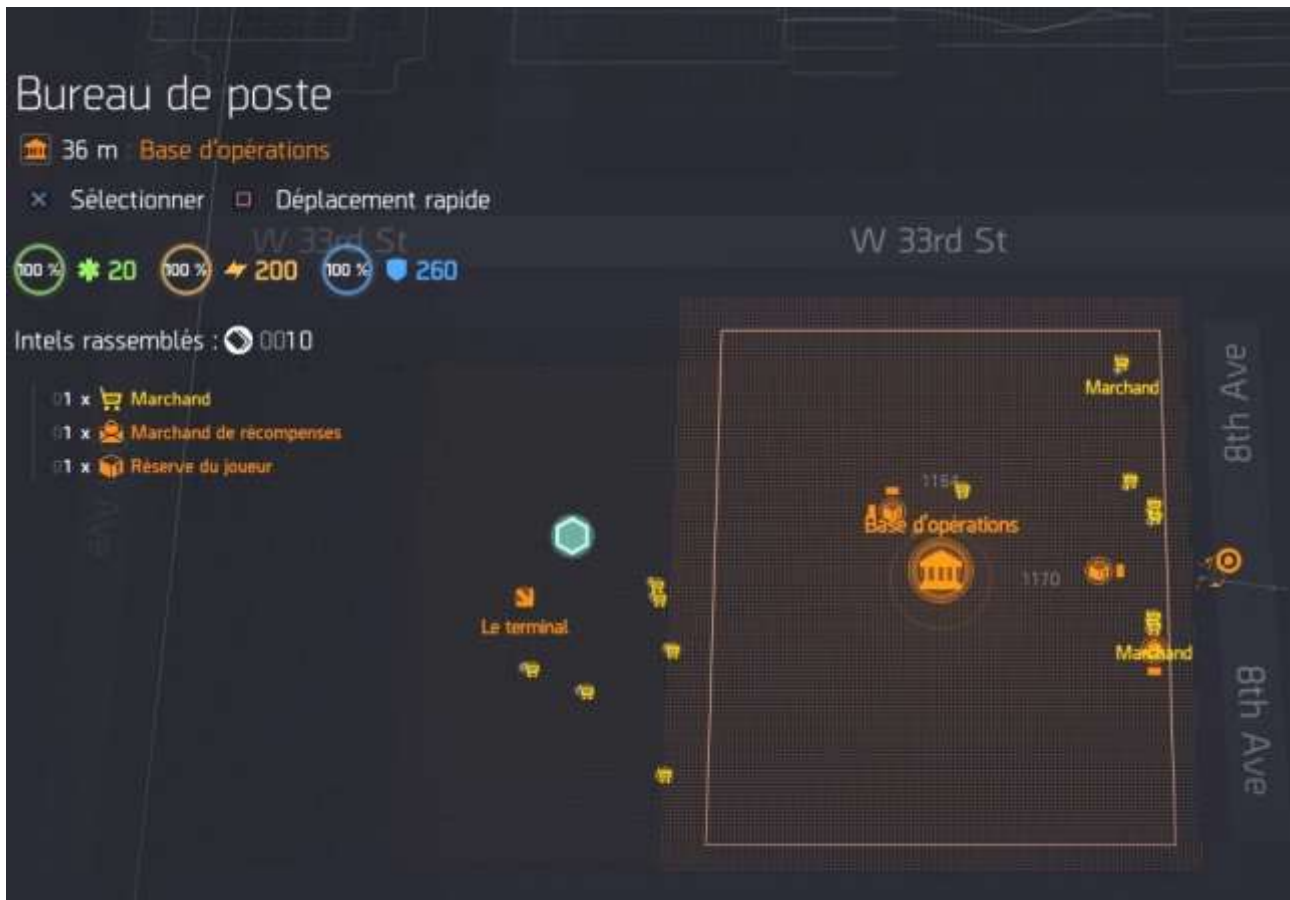 Bureau de poste
36 m Base d'opérations
Sélectionner Déplacement rapide
W 33rd St W 33rd St
100 % 20 100 % 200 100 % 260
Intels rassemblés : 0010
01 x Marchand
01 x Marchand de récompenses
01 x Réserve du joueur
Marchand
8th Ave
1164
Base d'opérations
1170
Le terminal
Marchand
8th Ave
Ave